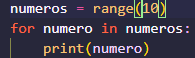 numeros = range(10)
for numero in numeros:
    print(numero)